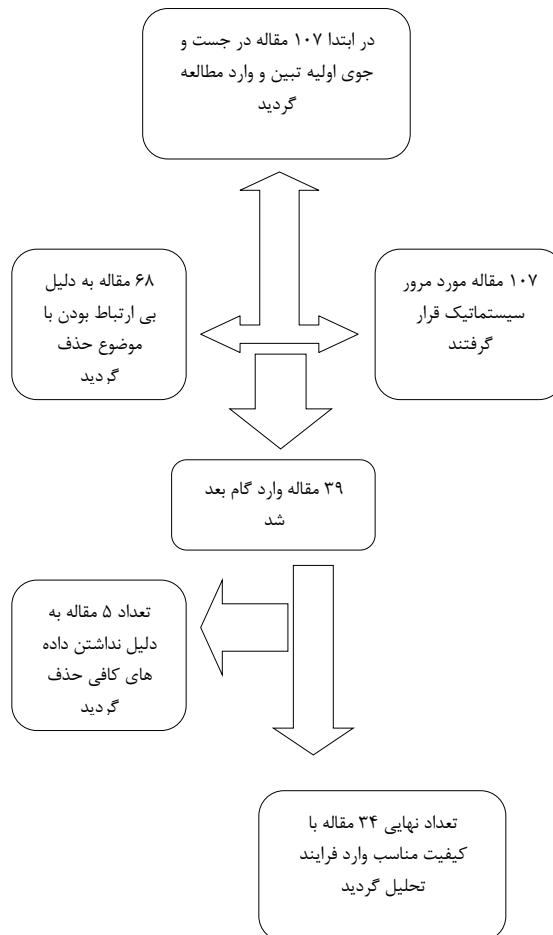 در ابتدا ۱۰۷ مقاله در جست و
جوی اولیه تبین و وارد مطالعه
گردید
۱۰۷ مقاله مورد مرور
سیستماتیک قرار
گرفتند
۶۸ مقاله به دلیل
بی ارتباط بودن با
موضوع حذف
گردید
۳۹ مقاله وارد گام بعد
شد
تعداد ۵ مقاله به
دلیل نداشتن داده
های کافی حذف
گردید
تعداد نهایی ۳۴ مقاله با
کیفیت مناسب وارد فرایند
تحلیل گردید